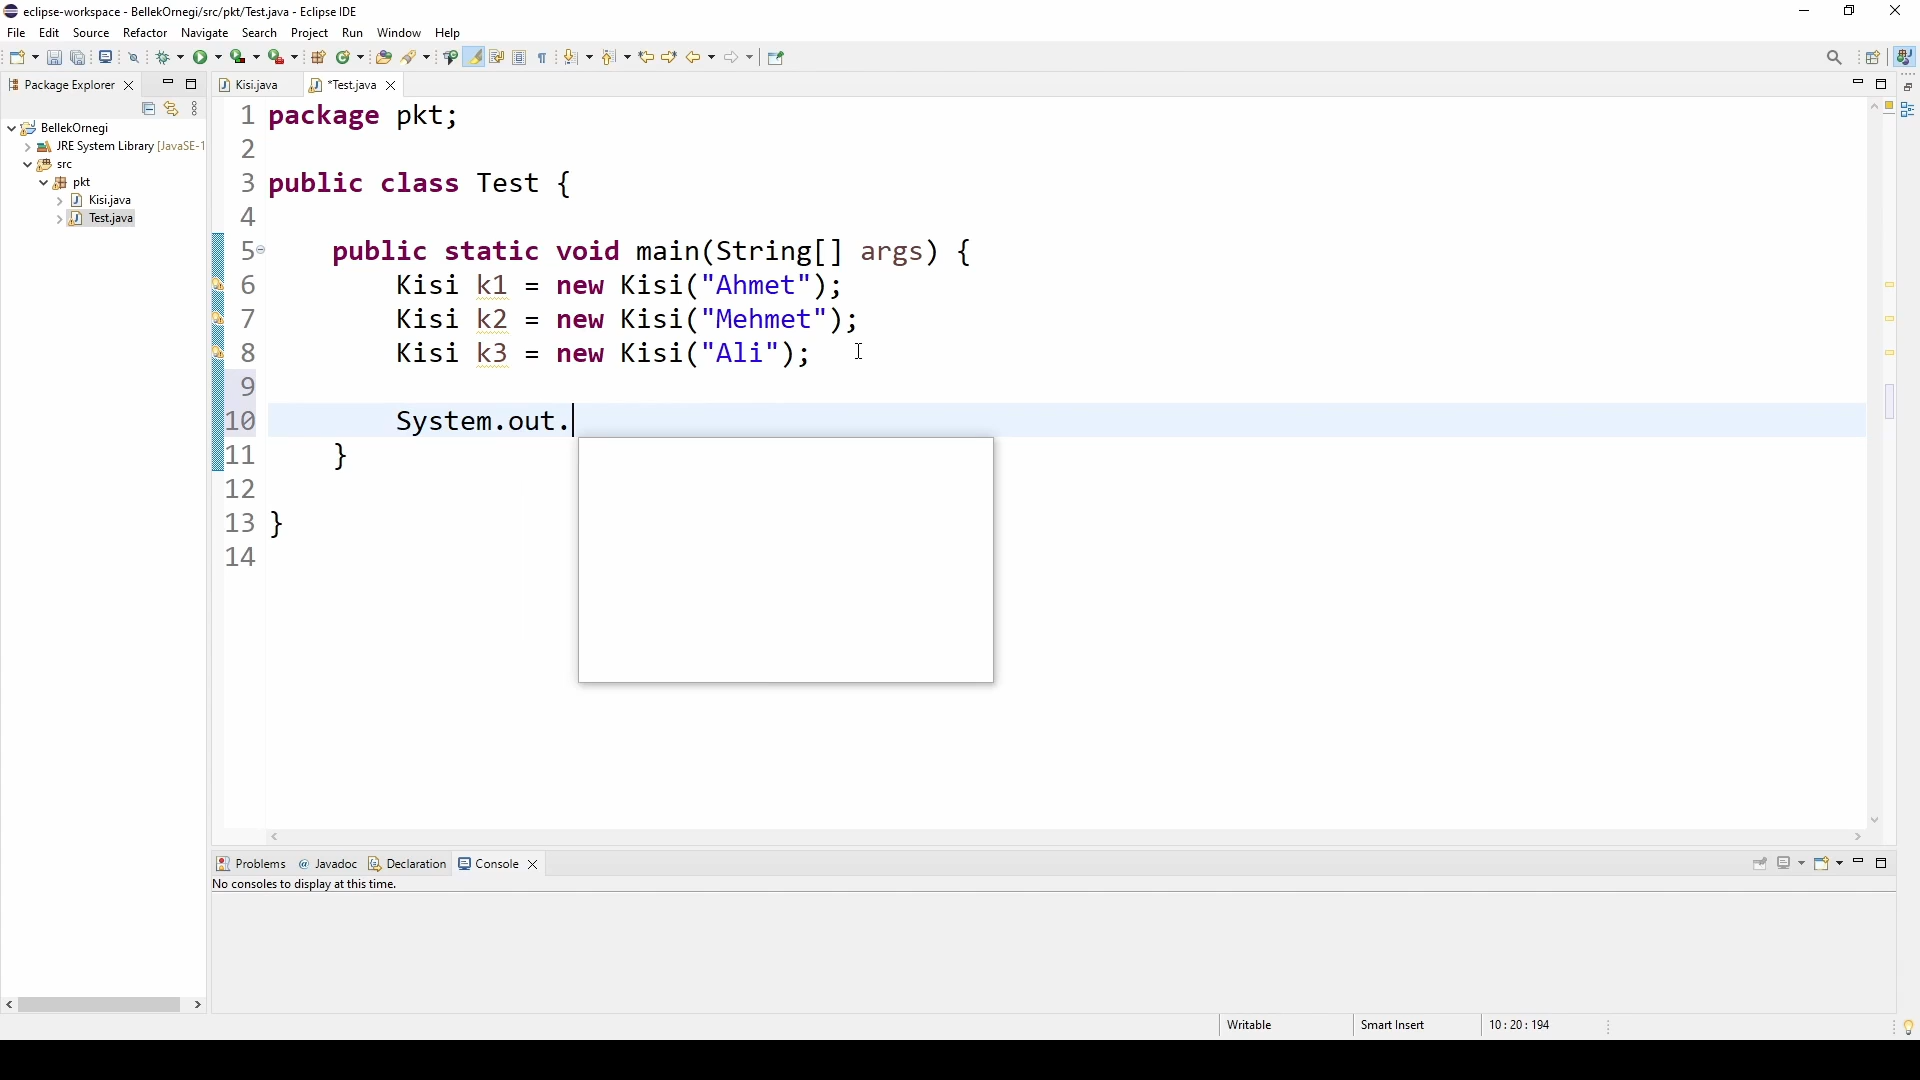 eclipse-workspace - BellekOrnegi/src/pkt/Test.java - Eclipse IDE
File Edit Source Refactor Navigate Search Project Run Window Help
Package Explorer
Kisi.java
*Test.java
BellekOrnegi
JRE System Library [JavaSE-1
src
pkt
Kisi.java
Test.java
1 package pkt;
2
3 public class Test {
4
5 public static void main(String[] args) {
6 Kisi k1 = new Kisi("Ahmet");
7 Kisi k2 = new Kisi("Mehmet");
8 Kisi k3 = new Kisi("Ali");
9
10 System.out.
11 }
12
13 }
14
Problems @ Javadoc Declaration Console
No consoles to display at this time.
Writable Smart Insert 10 : 20 : 194